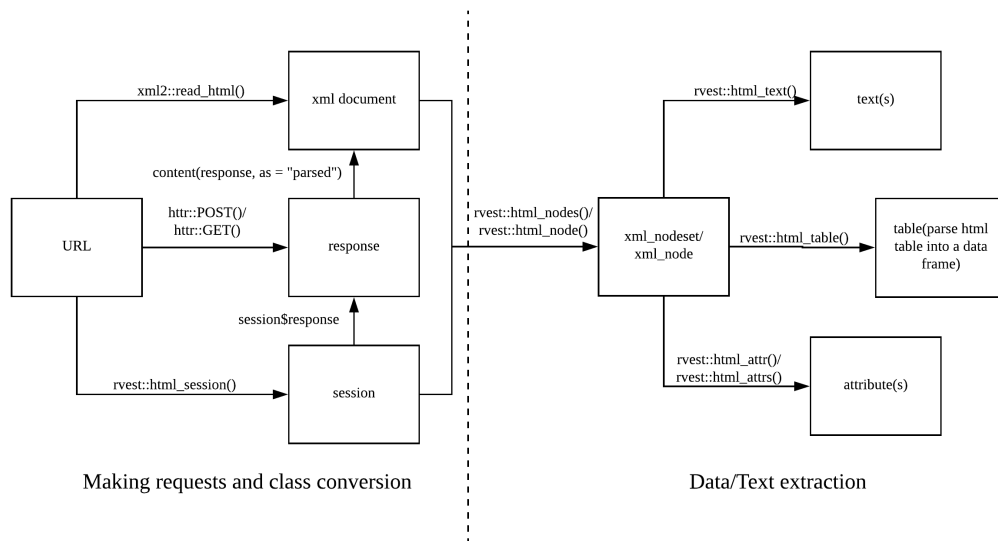 xml2::read_html()
xml document
content(response, as = "parsed")
URL
httr::POST()/
httr::GET()
response
session$response
rvest::html_session()
session
Making requests and class conversion
rvest::html_nodes()/
rvest::html_node()
xml_nodeset/
xml_node
rvest::html_text()
text(s)
rvest::html_table()
table(parse html
table into a data
frame)
rvest::html_attr()/
rvest::html_attrs()
attribute(s)
Data/Text extraction